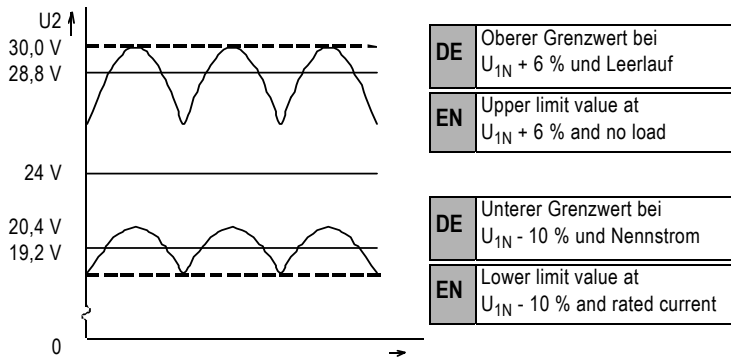 U2
30,0 V
28,8 V
24 V
20,4 V
19,2 V
0
DE
Oberer Grenzwert bei
U1N + 6 % und Leerlauf
EN
Upper limit value at
U1N + 6 % and no load
DE
Unterer Grenzwert bei
U1N - 10 % und Nennstrom
EN
Lower limit value at
U1N - 10 % and rated current